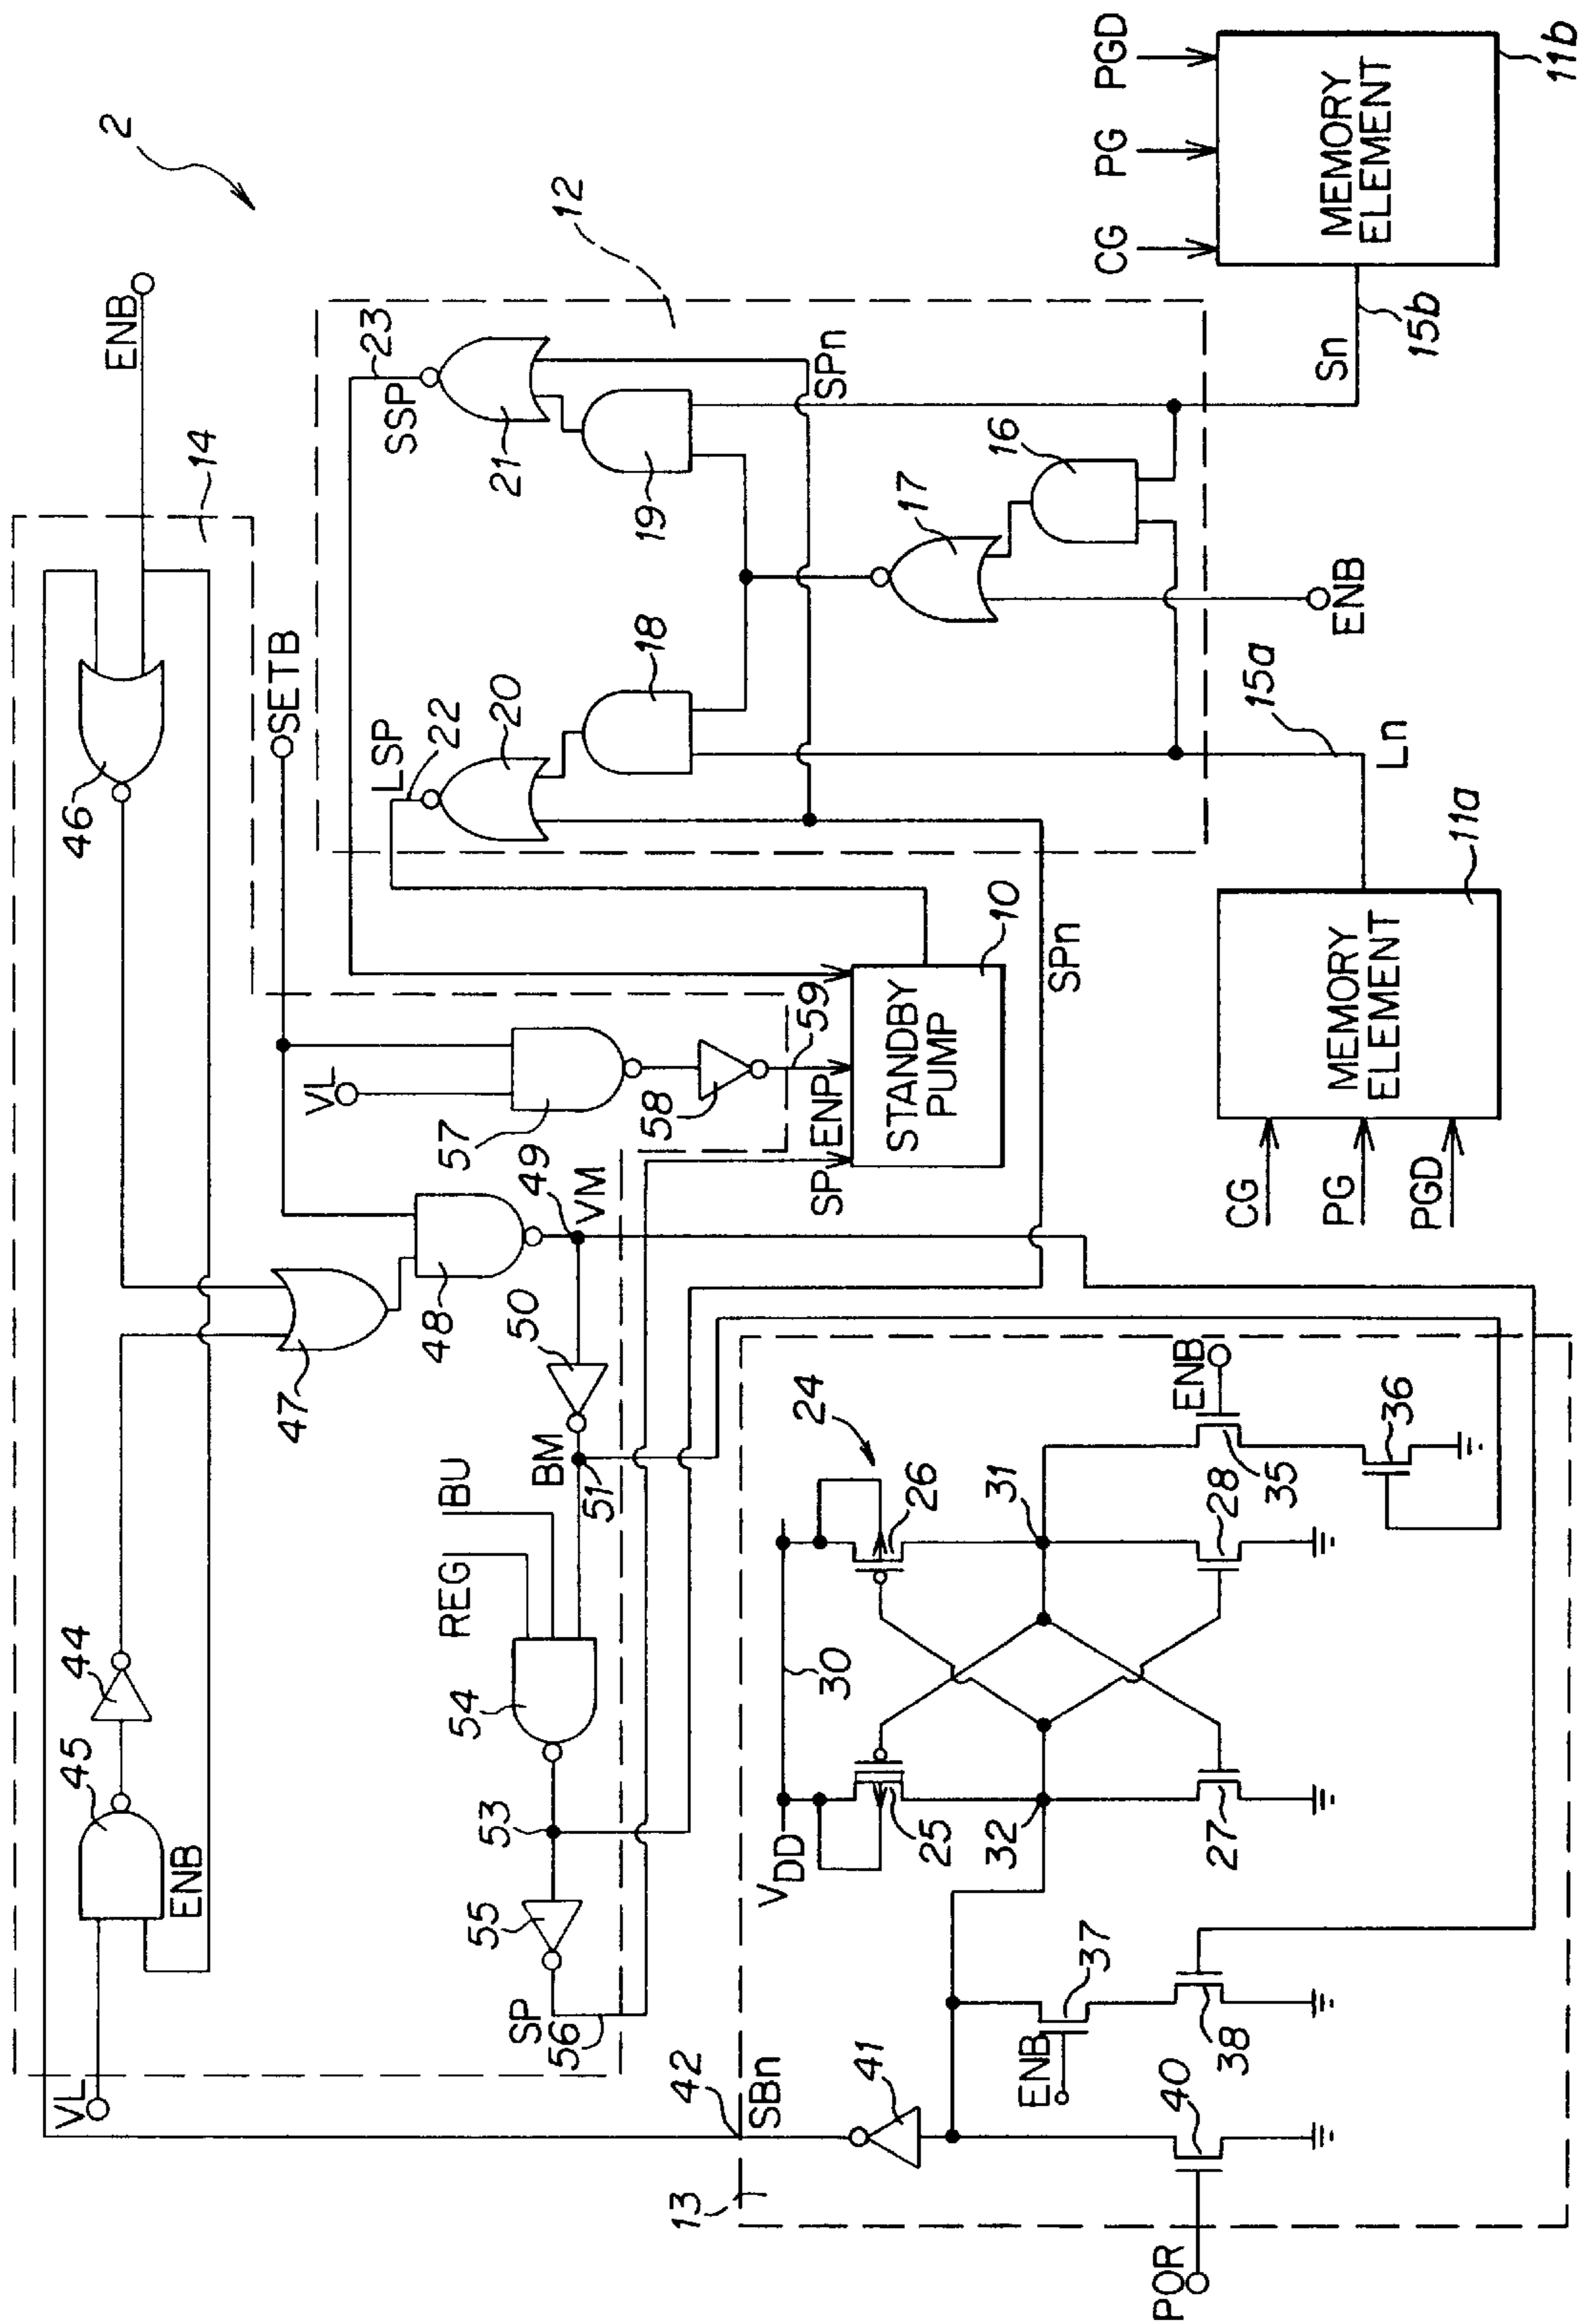 2
VL
45
44
46
14
ENB
ENB
47
SETB
48
49
VM
50
BM
51
REG
BU
54
53
55
SP
56
VL
57
58
59
ENP
SP
STANDBY
PUMP
10
SPn
12
LSP
22
20
18
SSP
23
21
19
SPn
17
16
ENB
15a
Ln
Sn
15b
MEMORY
ELEMENT
11a
CG
PG
PGD
MEMORY
ELEMENT
11b
CG
PG
PGD
13
42
SBn
41
POR
40
ENB
37
38
VDD
30
24
25
26
31
32
27
28
ENB
35
36